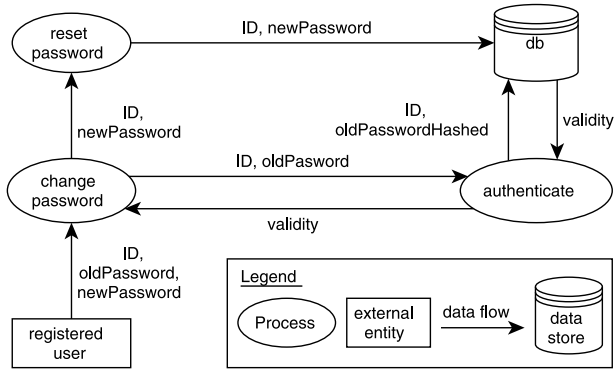 reset
password
ID, newPassword
db
ID,
newPassword
ID,
oldPasswordHashed
validity
change
password
ID, oldPasword
authenticate
validity
ID,
oldPassword,
newPassword
registered
user
Legend
Process
external
entity
data flow
data
store